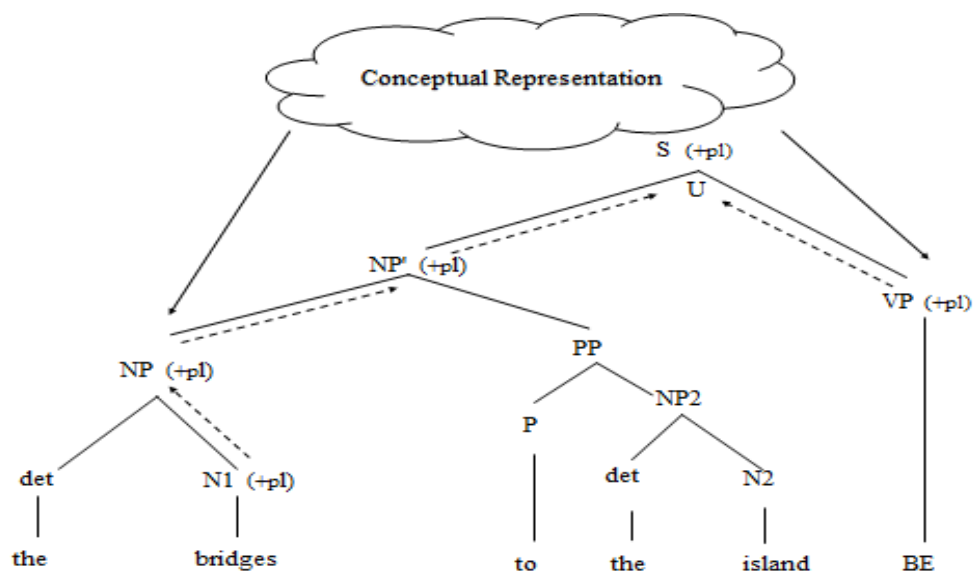 Conceptual Representation
S (+pl)
U
NP' (+pl)
VP (+pl)
PP
NP (+pl)
NP2
P
det
N1 (+pl)
det
N2
the
bridges
to
the
island
BE